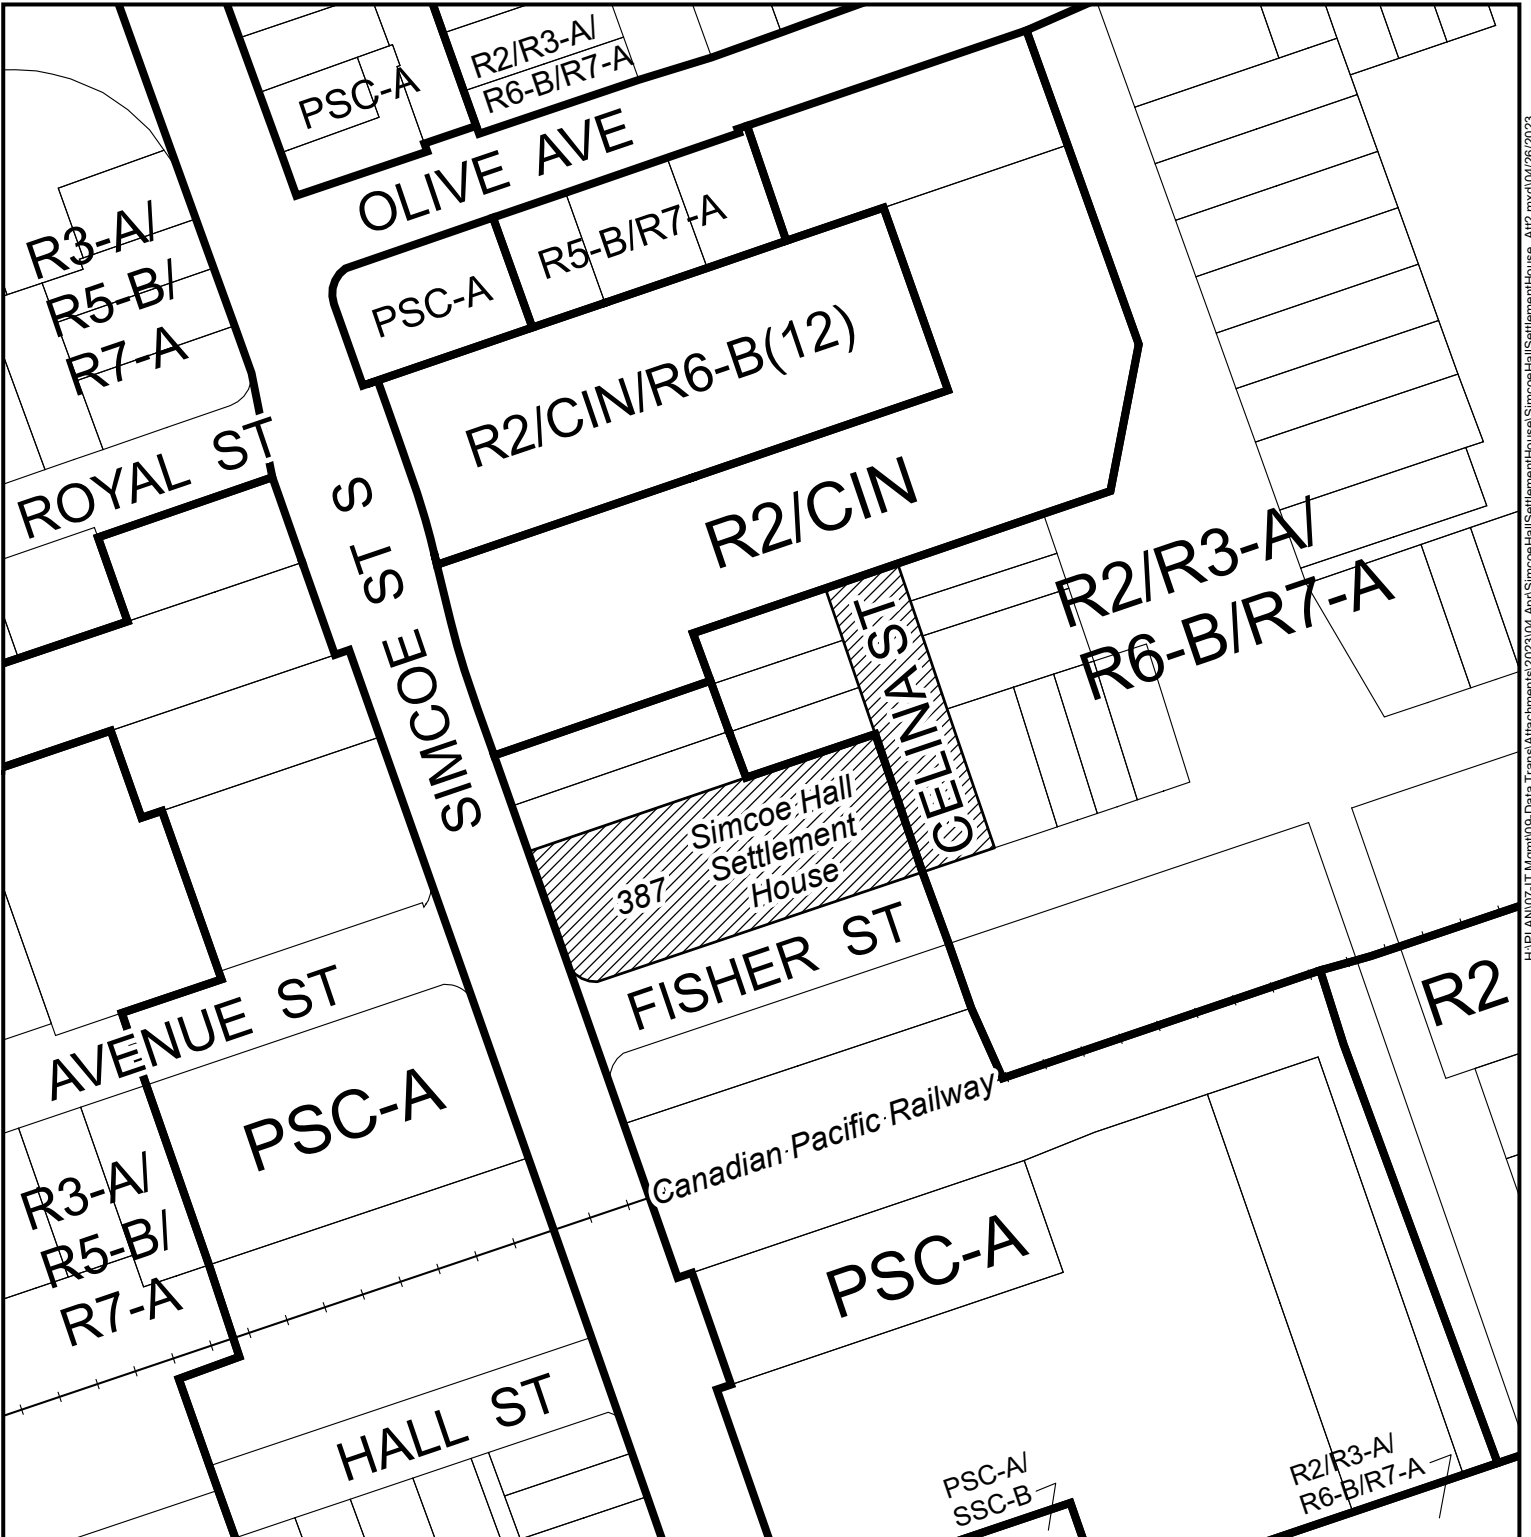 R2/R3-A/
R6-B/R7-A
PSC-A
OLIVE AVE
R3-A/
R5-B/
R7-A
R5-B/R7-A
PSC-A
R2/CIN/R6-B(12)
ROYAL ST
R2/CIN
SIMCOE ST S
R2/R3-A/
R6-B/R7-A
CELINA ST
Simcoe Hall
Settlement
House
387
FISHER ST
R2
AVENUE ST
PSC-A
Canadian Pacific Railway
R3-A/
R5-B/
R7-A
PSC-A
HALL ST
PSC-A/
SSC-B
R2/R3-A/
R6-B/R7-A